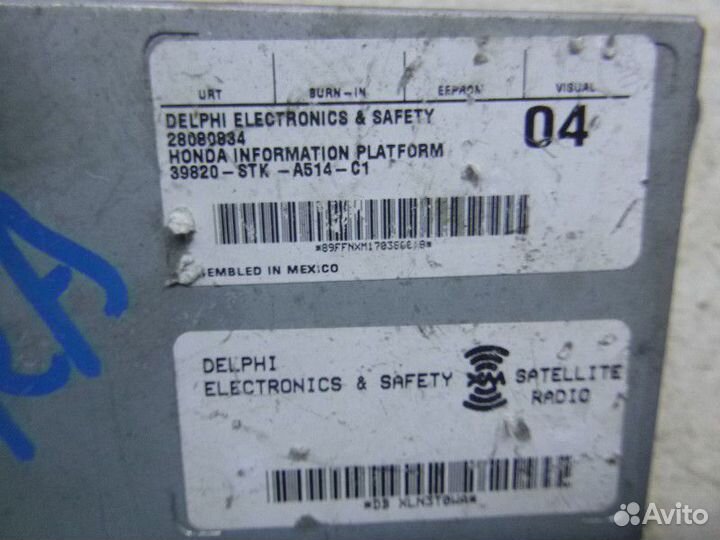 URT BURN-IN EEPROM VISUAL
DELPHI ELECTRONICS & SAFETY 04
28080834
HONDA INFORMATION PLATFORM
39820-STK -A514-C1
SEMBLED IN MEXICO
DELPHI
ELECTRONICS & SAFETY XM SATELLITE
RADIO
Avito